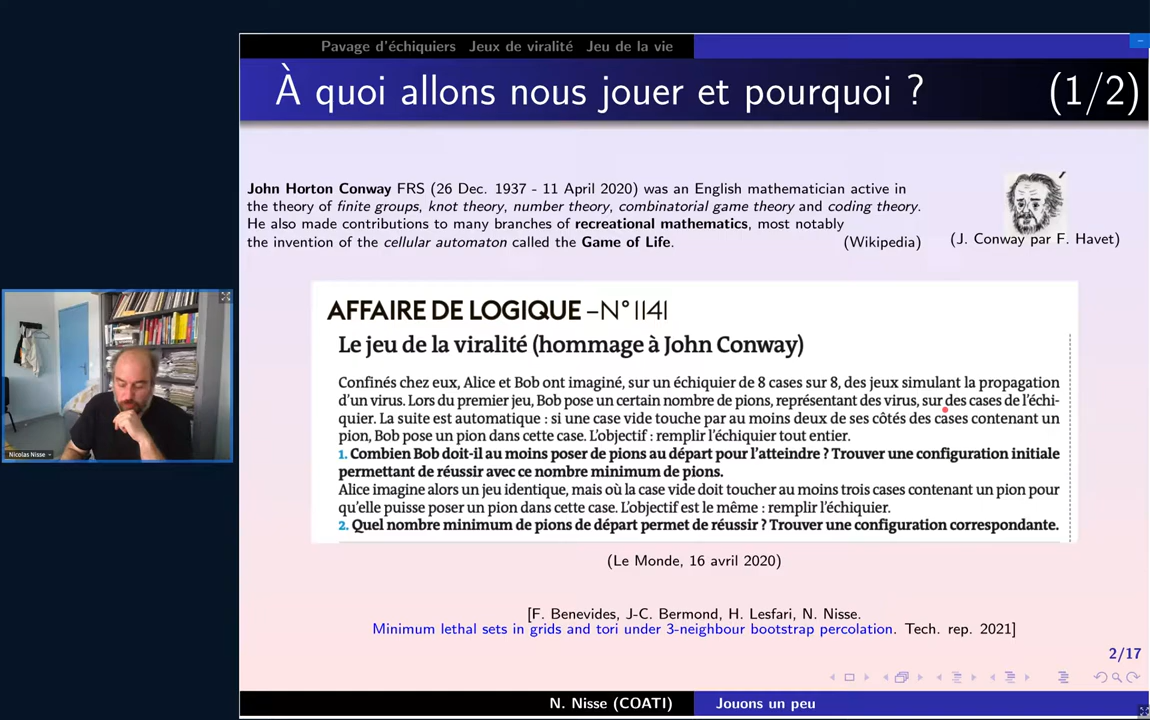 Pavage d'échiquiers Jeux de viralité Jeu de la vie
À quoi allons nous jouer et pourquoi ? (1/2)
John Horton Conway FRS (26 Dec. 1937 - 11 April 2020) was an English mathematician active in
the theory of finite groups, knot theory, number theory, combinatorial game theory and coding theory.
He also made contributions to many branches of recreational mathematics, most notably
the invention of the cellular automaton called the Game of Life. (Wikipedia)
(J. Conway par F. Havet)
AFFAIRE DE LOGIQUE – N° 1141
Le jeu de la viralité (hommage à John Conway)
Confinés chez eux, Alice et Bob ont imaginé, sur un échiquier de 8 cases sur 8, des jeux simulant la propagation
d'un virus. Lors du premier jeu, Bob pose un certain nombre de pions, représentant des virus, sur des cases de l'échi-
quier. La suite est automatique : si une case vide touche par au moins deux de ses côtés des cases contenant un
pion, Bob pose un pion dans cette case. L'objectif : remplir l'échiquier tout entier.
1. Combien Bob doit-il au moins poser de pions au départ pour l'atteindre ? Trouver une configuration initiale
permettant de réussir avec ce nombre minimum de pions.
Alice imagine alors un jeu identique, mais où la case vide doit toucher au moins trois cases contenant un pion pour
qu'elle puisse poser un pion dans cette case. L'objectif est le même : remplir l'échiquier.
2. Quel nombre minimum de pions de départ permet de réussir ? Trouver une configuration correspondante.
(Le Monde, 16 avril 2020)
[F. Benevides, J-C. Bermond, H. Lesfari, N. Nisse.
Minimum lethal sets in grids and tori under 3-neighbour bootstrap percolation. Tech. rep. 2021]
2/17
N. Nisse (COATI) Jouons un peu
Nicolas Nisse